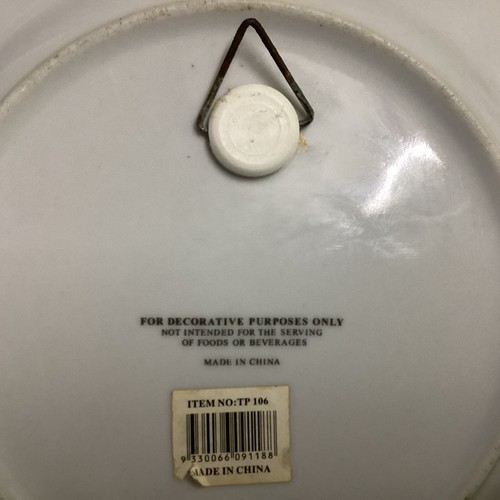 FOR DECORATIVE PURPOSES ONLY
NOT INTENDED FOR THE SERVING
OF FOODS OR BEVERAGES
MADE IN CHINA
ITEM NO:TP 106
9 330066 091188
MADE IN CHINA